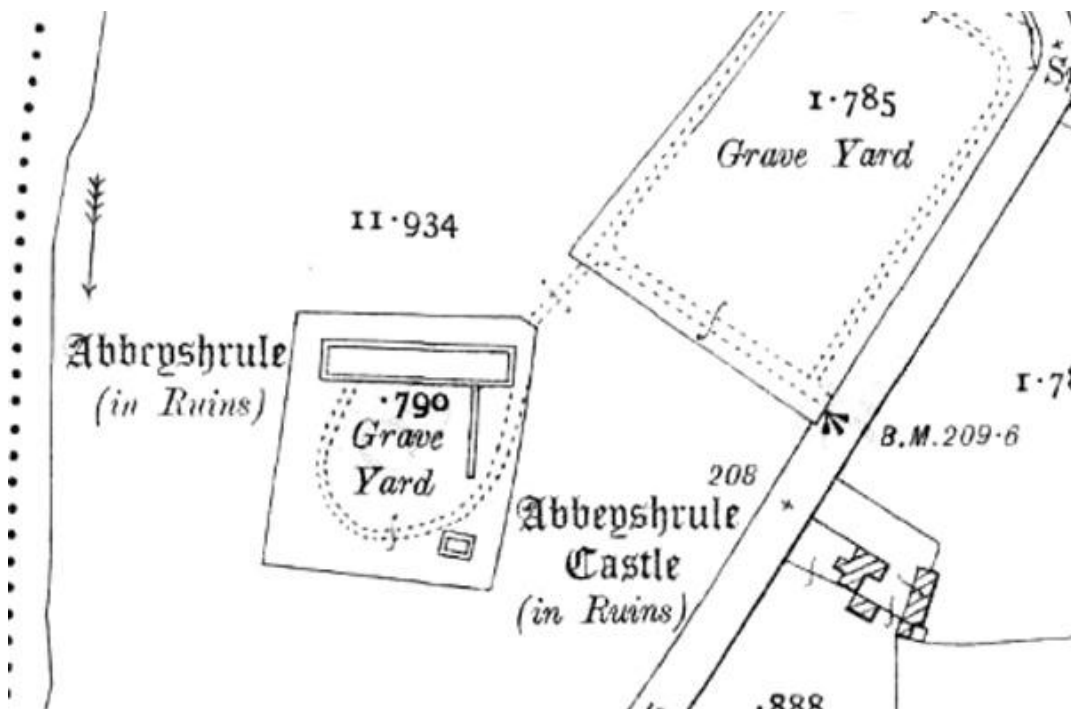 1·785
Grave Yard
11·934
Abbeyshrule
(in Ruins)
·790
Grave
Yard
B.M.209·6
208
Abbeyshrule
Castle
(in Ruins)
·888